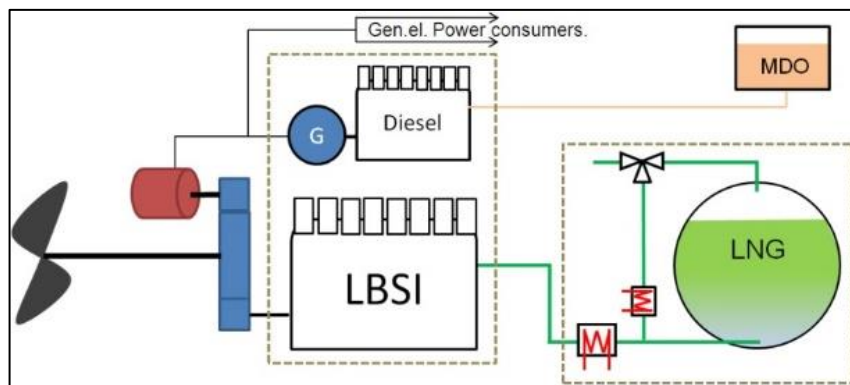 Gen.el. Power consumers.
MDO
G
Diesel
LBSI
LNG